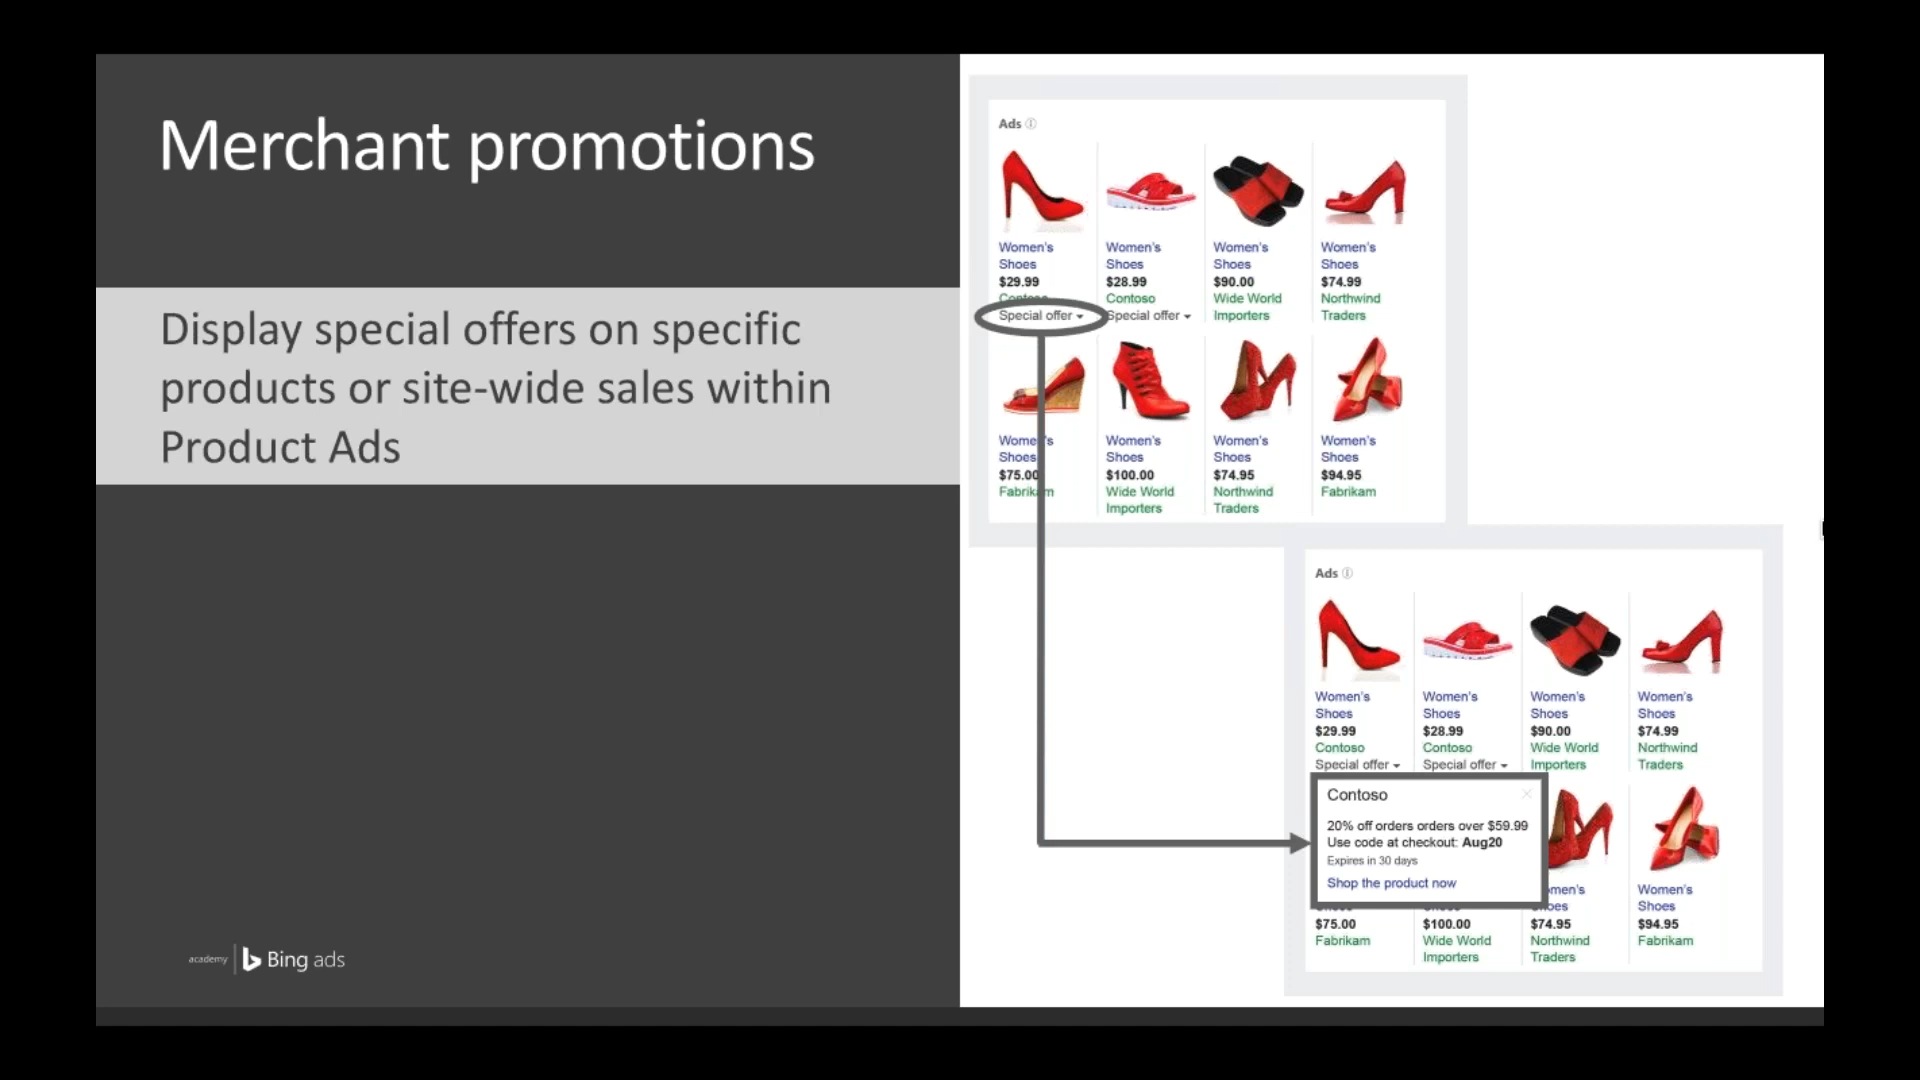 Merchant promotions
Display special offers on specific
products or site-wide sales within
Product Ads
academy
Bing ads
Ads
Women's
Shoes
$29.99
Contoso
Special offer
Women's
Shoes
$28.99
Contoso
Special offer
Women's
Shoes
$90.00
Wide World
Importers
Women's
Shoes
$74.99
Northwind
Traders
Women's
Shoes
$75.00
Fabrikam
Women's
Shoes
$100.00
Wide World
Importers
Women's
Shoes
$74.95
Northwind
Traders
Women's
Shoes
$94.95
Fabrikam
Ads
Women's
Shoes
$29.99
Contoso
Special offer
Women's
Shoes
$28.99
Contoso
Special offer
Women's
Shoes
$90.00
Wide World
Importers
Women's
Shoes
$74.99
Northwind
Traders
Contoso
20% off orders orders over $59.99
Use code at checkout: Aug20
Expires in 30 days
Shop the product now
$75.00
Fabrikam
$100.00
Wide World
Importers
$74.95
Northwind
Traders
Women's
Shoes
$94.95
Fabrikam